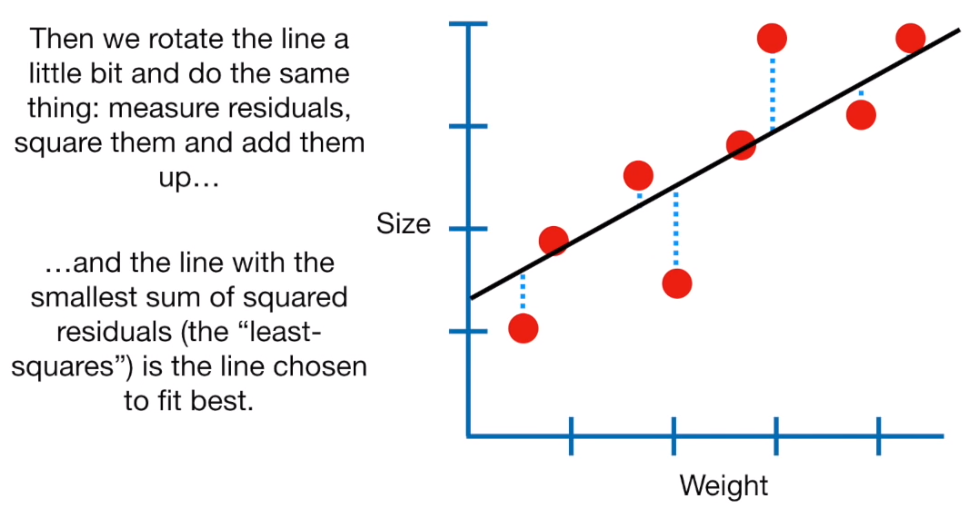 Then we rotate the line a
little bit and do the same
thing: measure residuals,
square them and add them
up…
…and the line with the
smallest sum of squared
residuals (the “least-
squares”) is the line chosen
to fit best.
Size
Weight